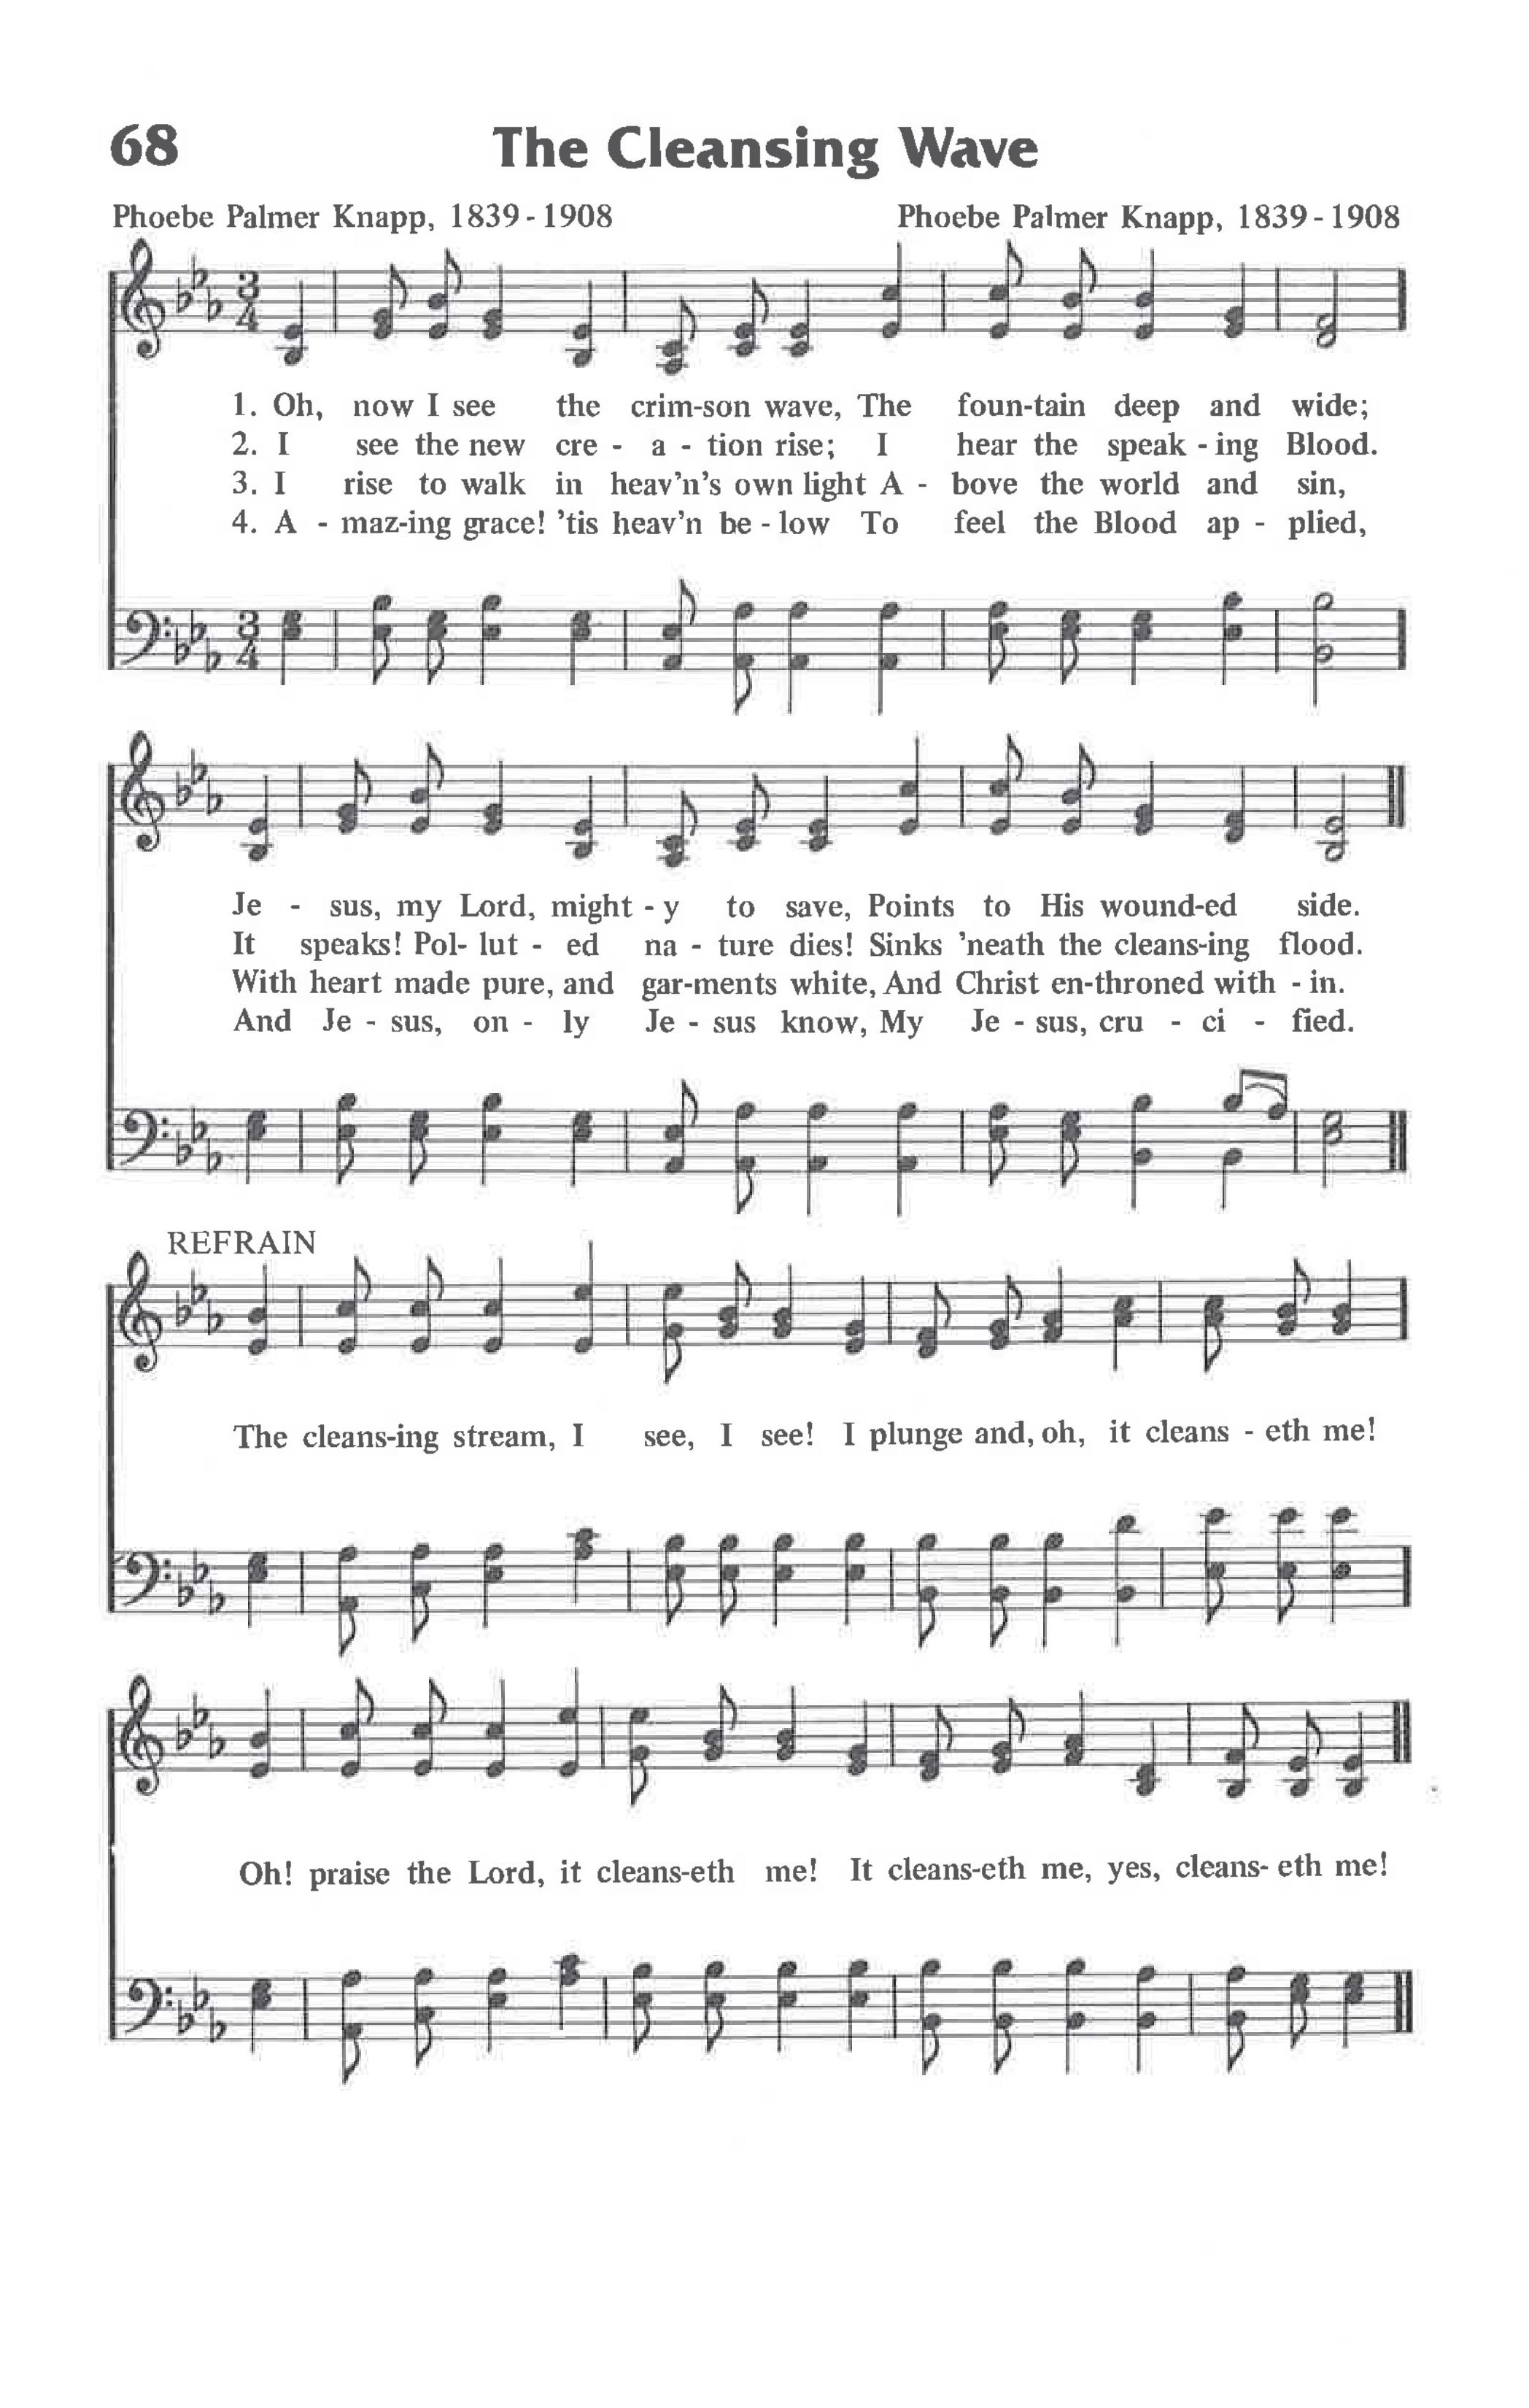 68 The Cleansing Wave
Phoebe Palmer Knapp, 1839-1908 Phoebe Palmer Knapp, 1839-1908
3 4
1. Oh, now I see the crim-son wave, The foun-tain deep and wide;
2. I see the new cre - a - tion rise; I hear the speak - ing Blood.
3. I rise to walk in heav'n's own light A - bove the world and sin,
4. A - maz-ing grace! 'tis heav'n be - low To feel the Blood ap - plied,
3 4
Je - sus, my Lord, might - y to save, Points to His wound-ed side.
It speaks! Pol- lut - ed na - ture dies! Sinks 'neath the cleans-ing flood.
With heart made pure, and gar-ments white, And Christ en-throned with - in.
And Je - sus, on - ly Je - sus know, My Je - sus, cru - ci - fied.
REFRAIN
The cleans-ing stream, I see, I see! I plunge and, oh, it cleans - eth me!
Oh! praise the Lord, it cleans-eth me! It cleans-eth me, yes, cleans- eth me!